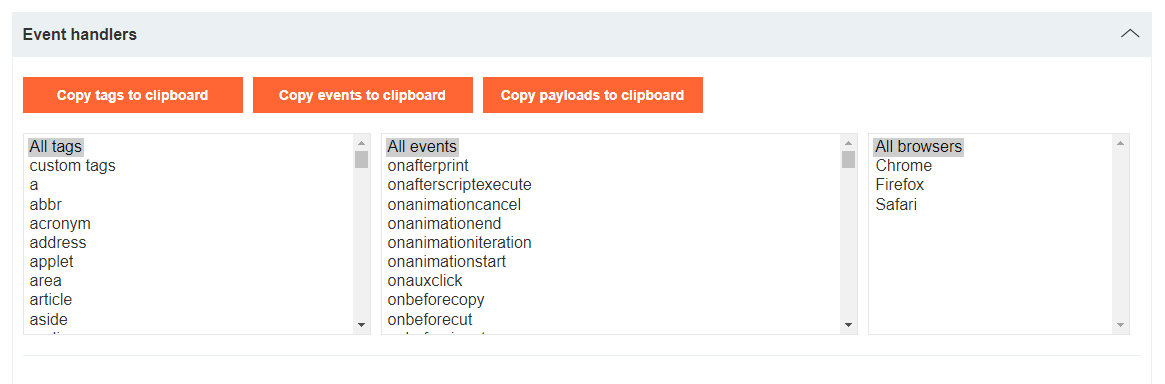 Event handlers
Copy tags to clipboard
Copy events to clipboard
Copy payloads to clipboard
All tags
custom tags
a
abbr
acronym
address
applet
area
article
aside
All events
onafterprint
onafterscriptexecute
onanimationcancel
onanimationend
onanimationiteration
onanimationstart
onauxclick
onbeforecopy
onbeforecut
All browsers
Chrome
Firefox
Safari